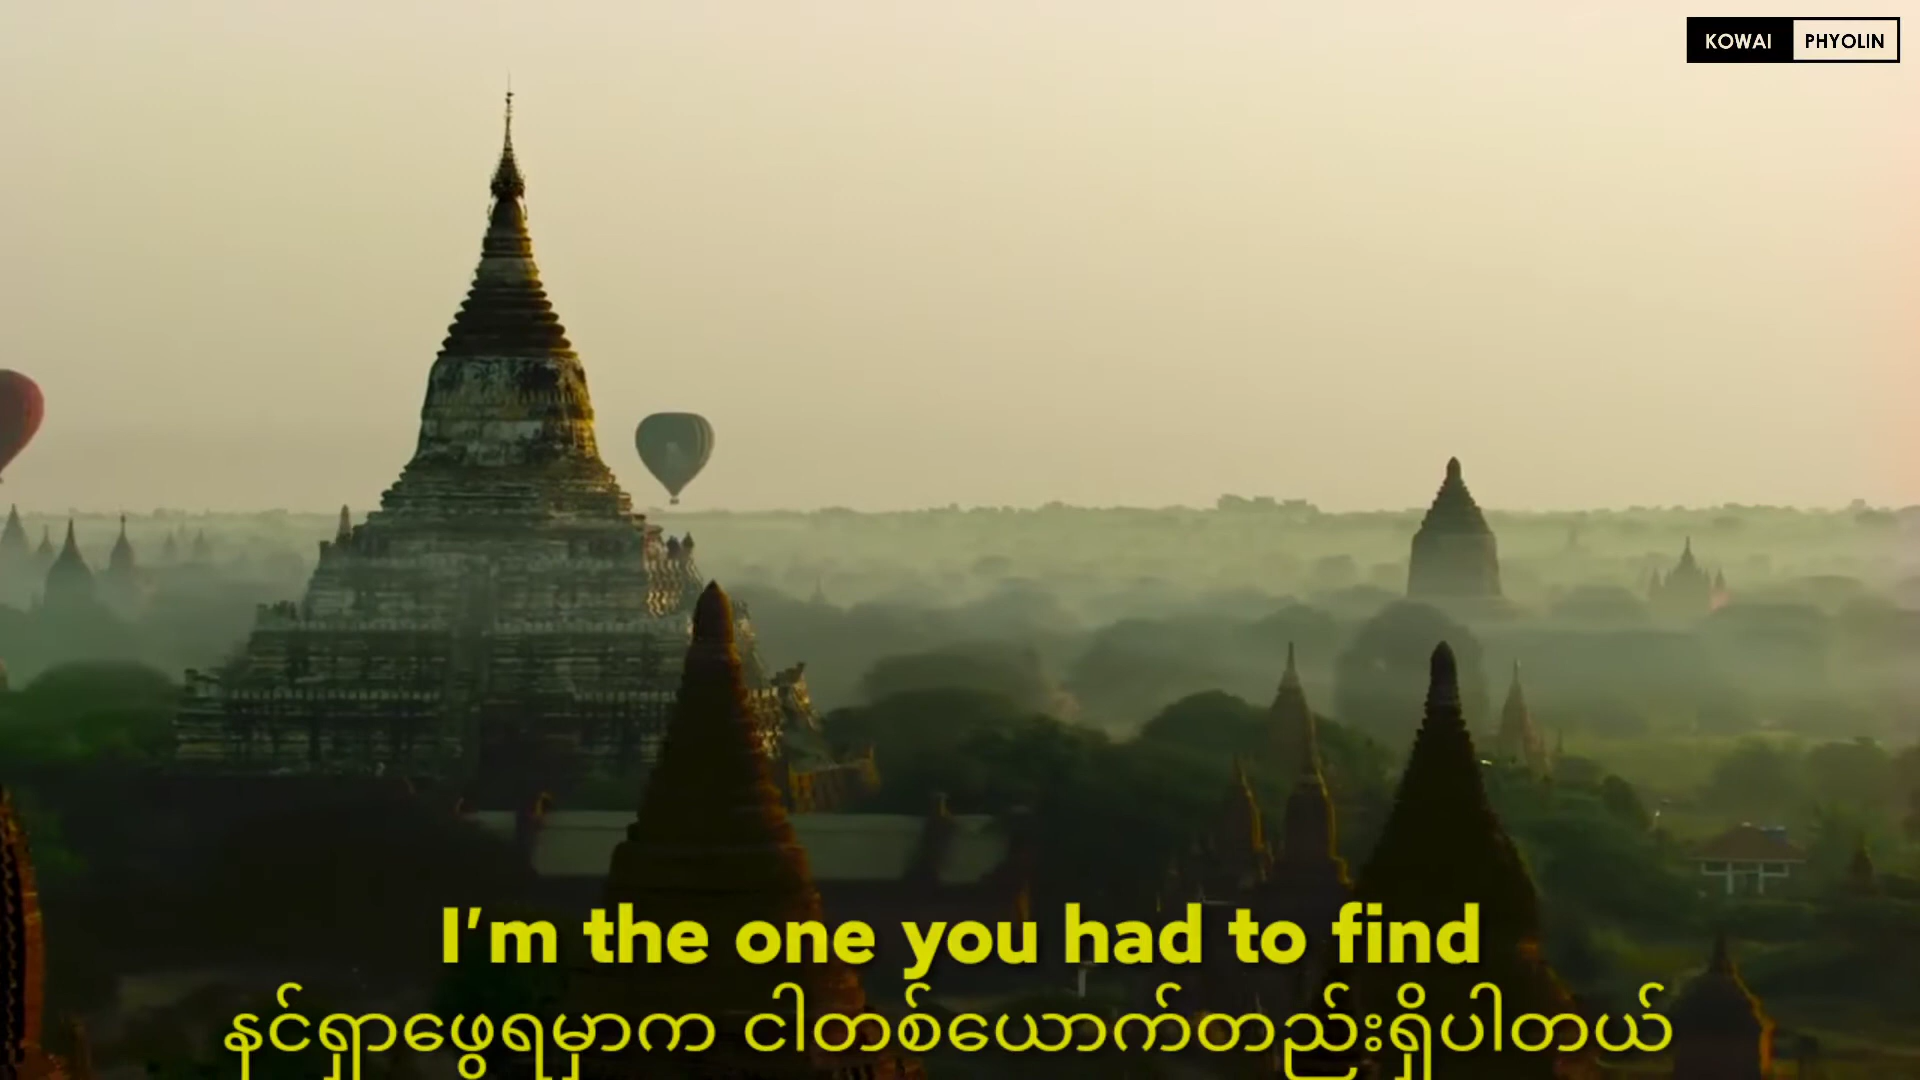 KOWAI PHYOLIN
I'm the one you had to find
နင်ရှာဖွေရမှာက ငါတစ်ယောက်တည်းရှိပါတယ်